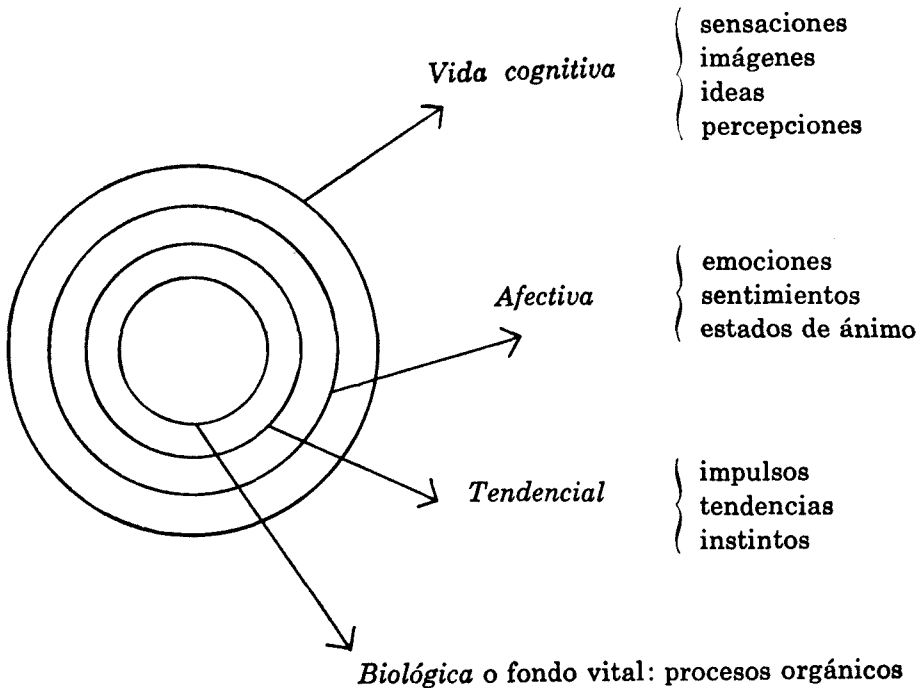 Vida cognitiva
sensaciones
imágenes
ideas
percepciones
Afectiva
emociones
sentimientos
estados de ánimo
Tendencial
impulsos
tendencias
instintos
Biológica o fondo vital: procesos orgánicos